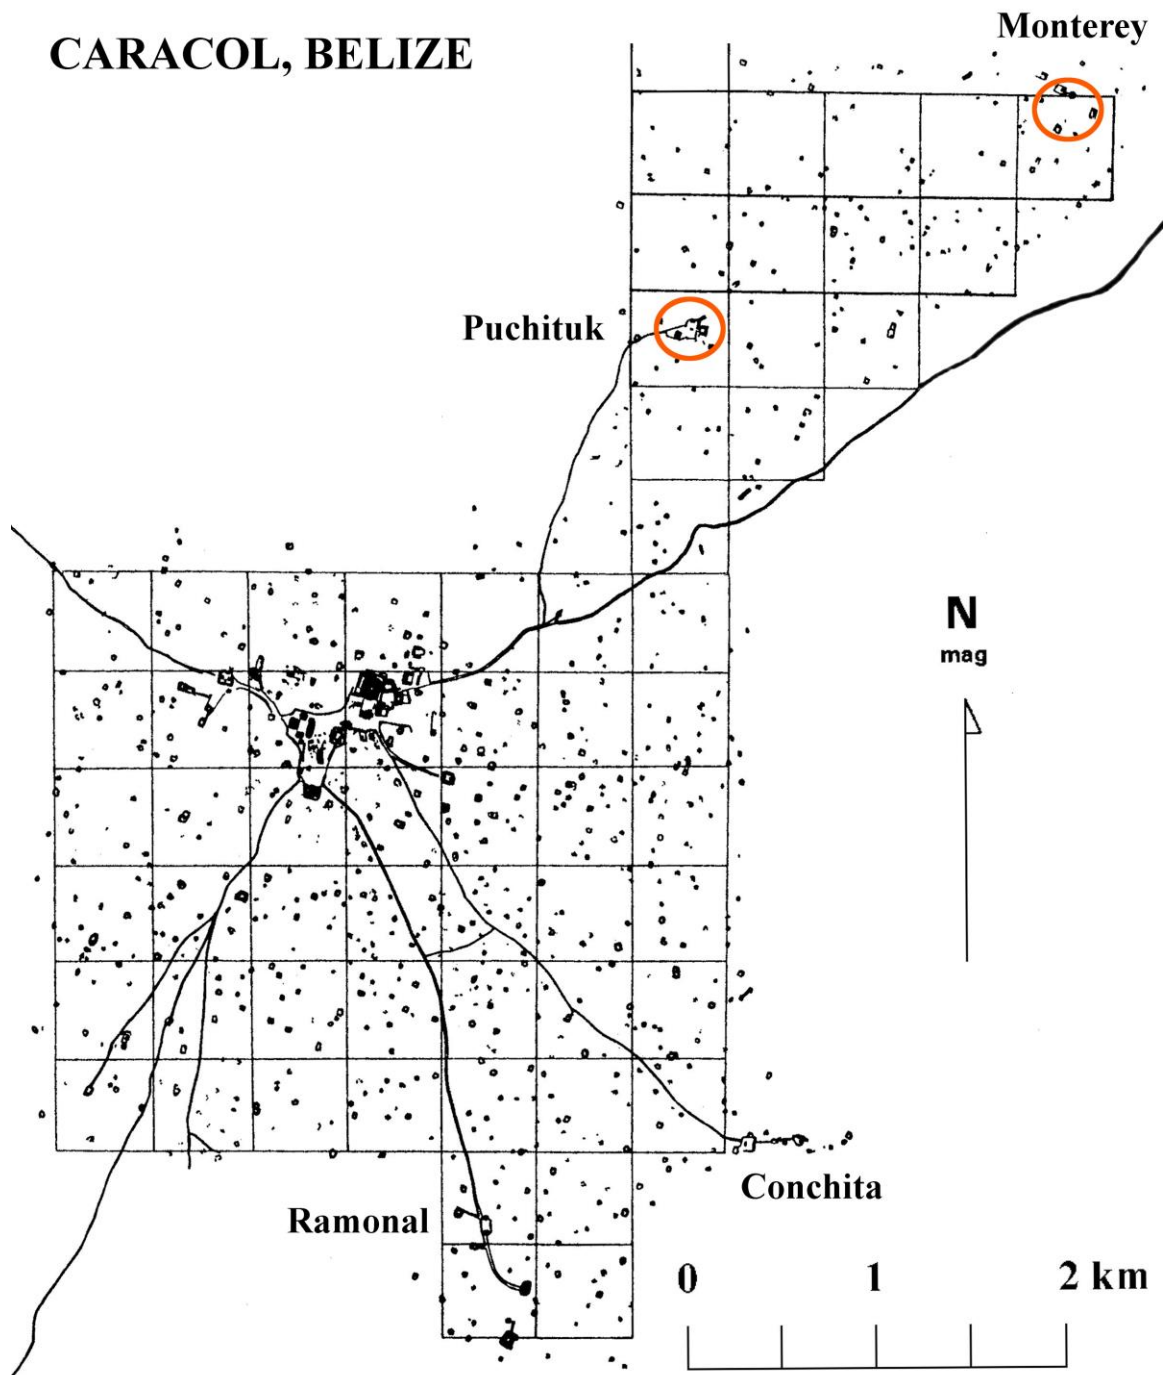 Monterey
CARACOL, BELIZE
Puchituk
N
mag
Conchita
Ramonal
0 1 2 km